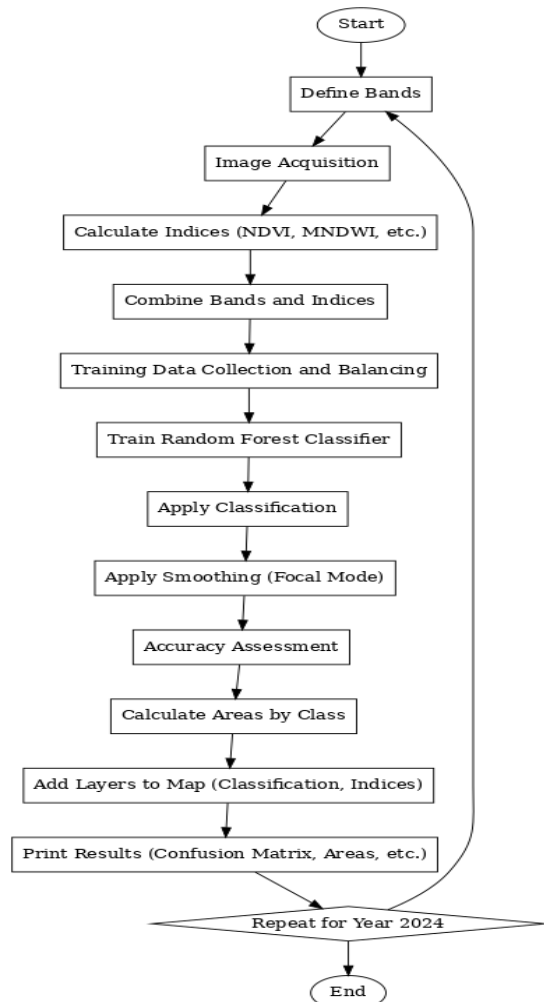 Start
Define Bands
Image Acquisition
Calculate Indices (NDVI, MNDWI, etc.)
Combine Bands and Indices
Training Data Collection and Balancing
Train Random Forest Classifier
Apply Classification
Apply Smoothing (Focal Mode)
Accuracy Assessment
Calculate Areas by Class
Add Layers to Map (Classification, Indices)
Print Results (Confusion Matrix, Areas, etc.)
Repeat for Year 2024
End